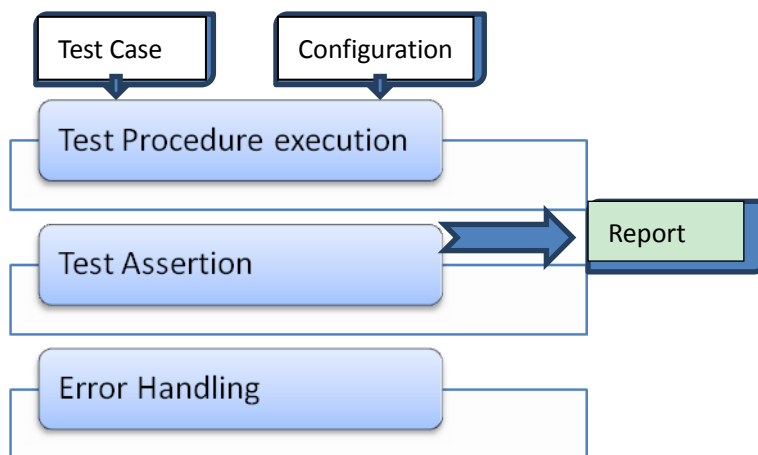 Test Case
Configuration
Test Procedure execution
Test Assertion
Report
Error Handling